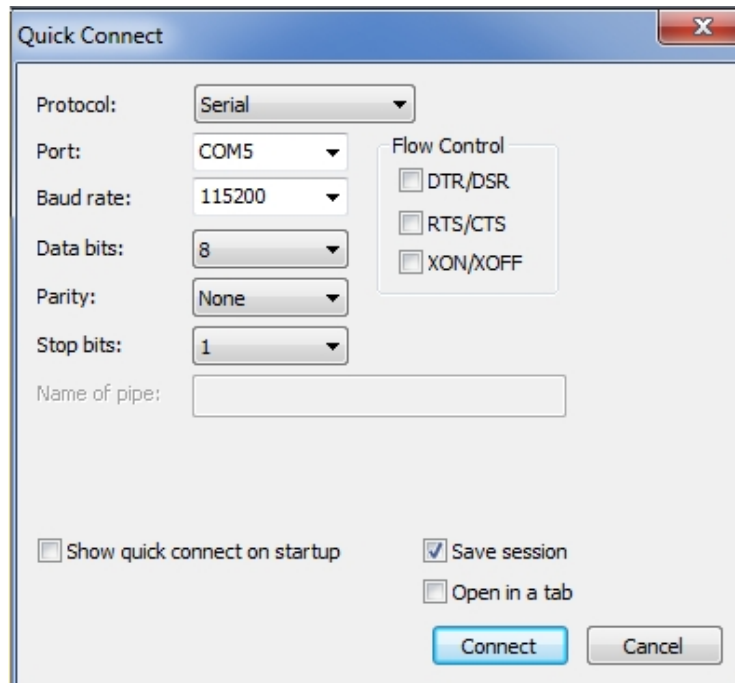 Quick Connect
Protocol: Serial
Port: COM5
Baud rate: 115200
Data bits: 8
Parity: None
Stop bits: 1
Name of pipe:
Flow Control
DTR/DSR
RTS/CTS
XON/XOFF
Show quick connect on startup
Save session
Open in a tab
Connect Cancel